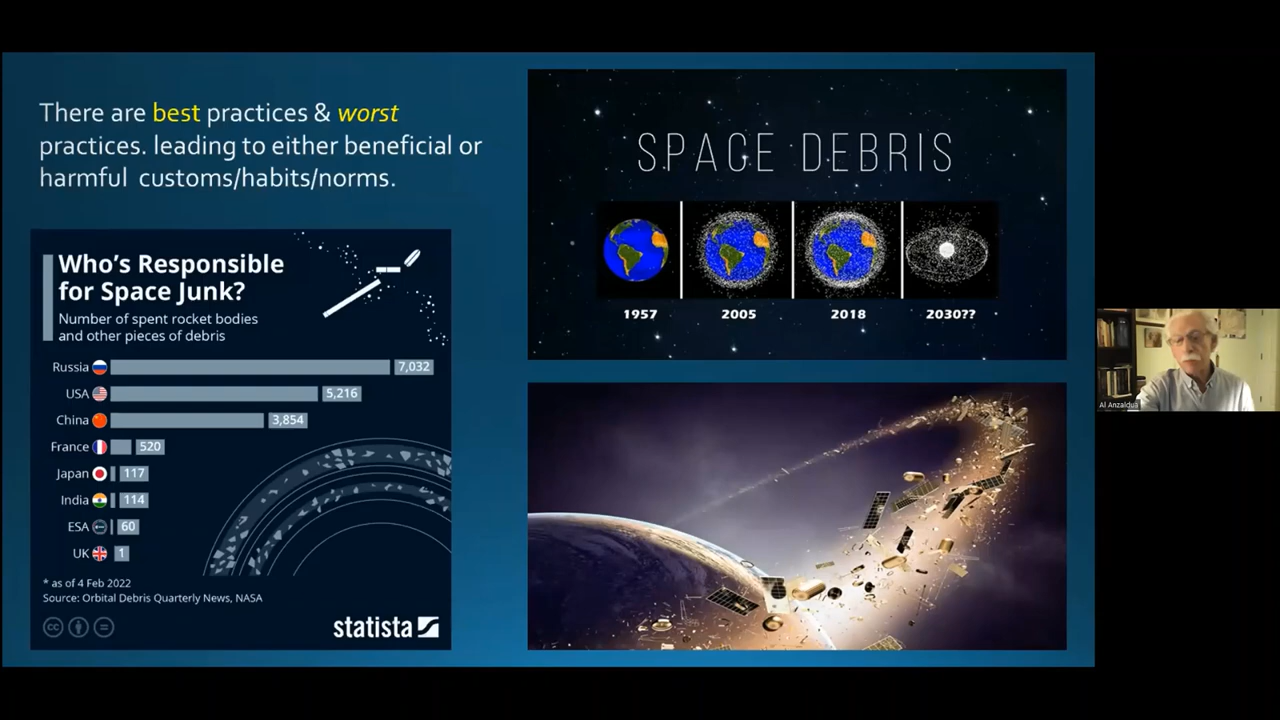 There are best practices & worst
practices. leading to either beneficial or
harmful customs/habits/norms.
Who's Responsible
for Space Junk?
Number of spent rocket bodies
and other pieces of debris
Russia 7,032
USA 5,216
China 3,854
France 520
Japan 117
India 114
ESA 60
UK 1
* as of 4 Feb 2022
Source: Orbital Debris Quarterly News, NASA
cc
statista
SPACE DEBRIS
1957 2005 2018 2030??
Al Anzaldúa